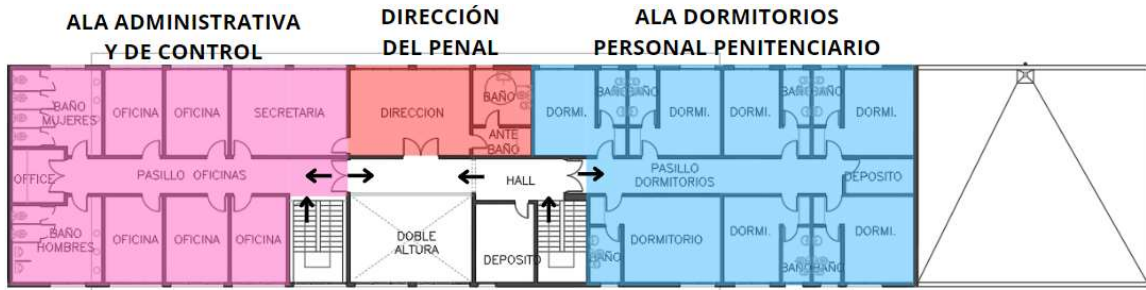 ALA ADMINISTRATIVA
Y DE CONTROL
DIRECCIÓN
DEL PENAL
ALA DORMITORIOS
PERSONAL PENITENCIARIO
BAÑO
MUJERES
OFICINA
OFICINA
SECRETARIA
DIRECCION
BAÑO
ANTE
BAÑO
DORMI.
BAÑO
BAÑO
DORMI.
DORMI.
BAÑO
BAÑO
DORMI.
OFFICE
PASILLO OFICINAS
HALL
PASILLO
DORMITORIOS
DEPOSITO
BAÑO
HOMBRES
OFICINA
OFICINA
OFICINA
DOBLE
ALTURA
DEPOSITO
BAÑO
DORMITORIO
DORMI.
BAÑO
BAÑO
DORMI.